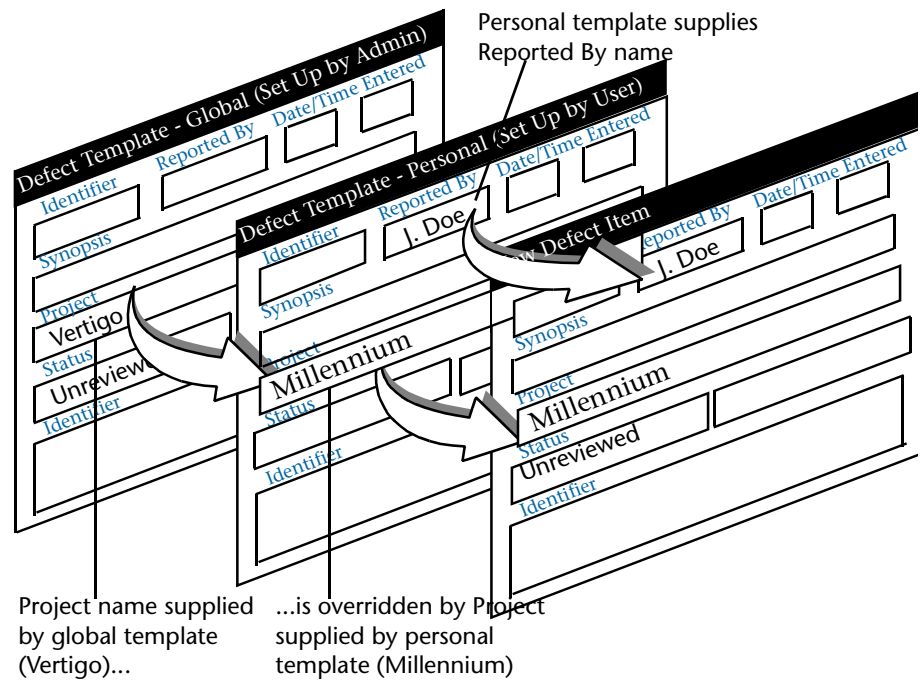 Personal template supplies
Reported By name
Defect Template - Global (Set Up by Admin)
Identifier
Reported By
Date/Time Entered
Synopsis
Project
Vertigo
Status
Unreviewed
Identifier
Defect Template - Personal (Set Up by User)
Identifier
Reported By
Date/Time Entered
J. Doe
Synopsis
Project
Millennium
Status
Identifier
Defect Item
Reported By
Date/Time Entered
J. Doe
Synopsis
Project
Millennium
Status
Unreviewed
Identifier
Project name supplied
by global template
(Vertigo)...
...is overridden by Project
supplied by personal
template (Millennium)